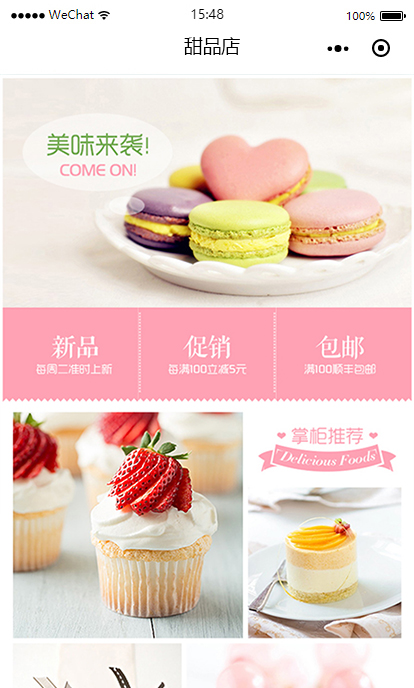 WeChat 15:48 100%
甜品店
美味来袭!
COME ON!
新品 促销 包邮
每周二准时上新 每满100立减5元 满100顺丰包邮
掌柜推荐
Delicious Foods